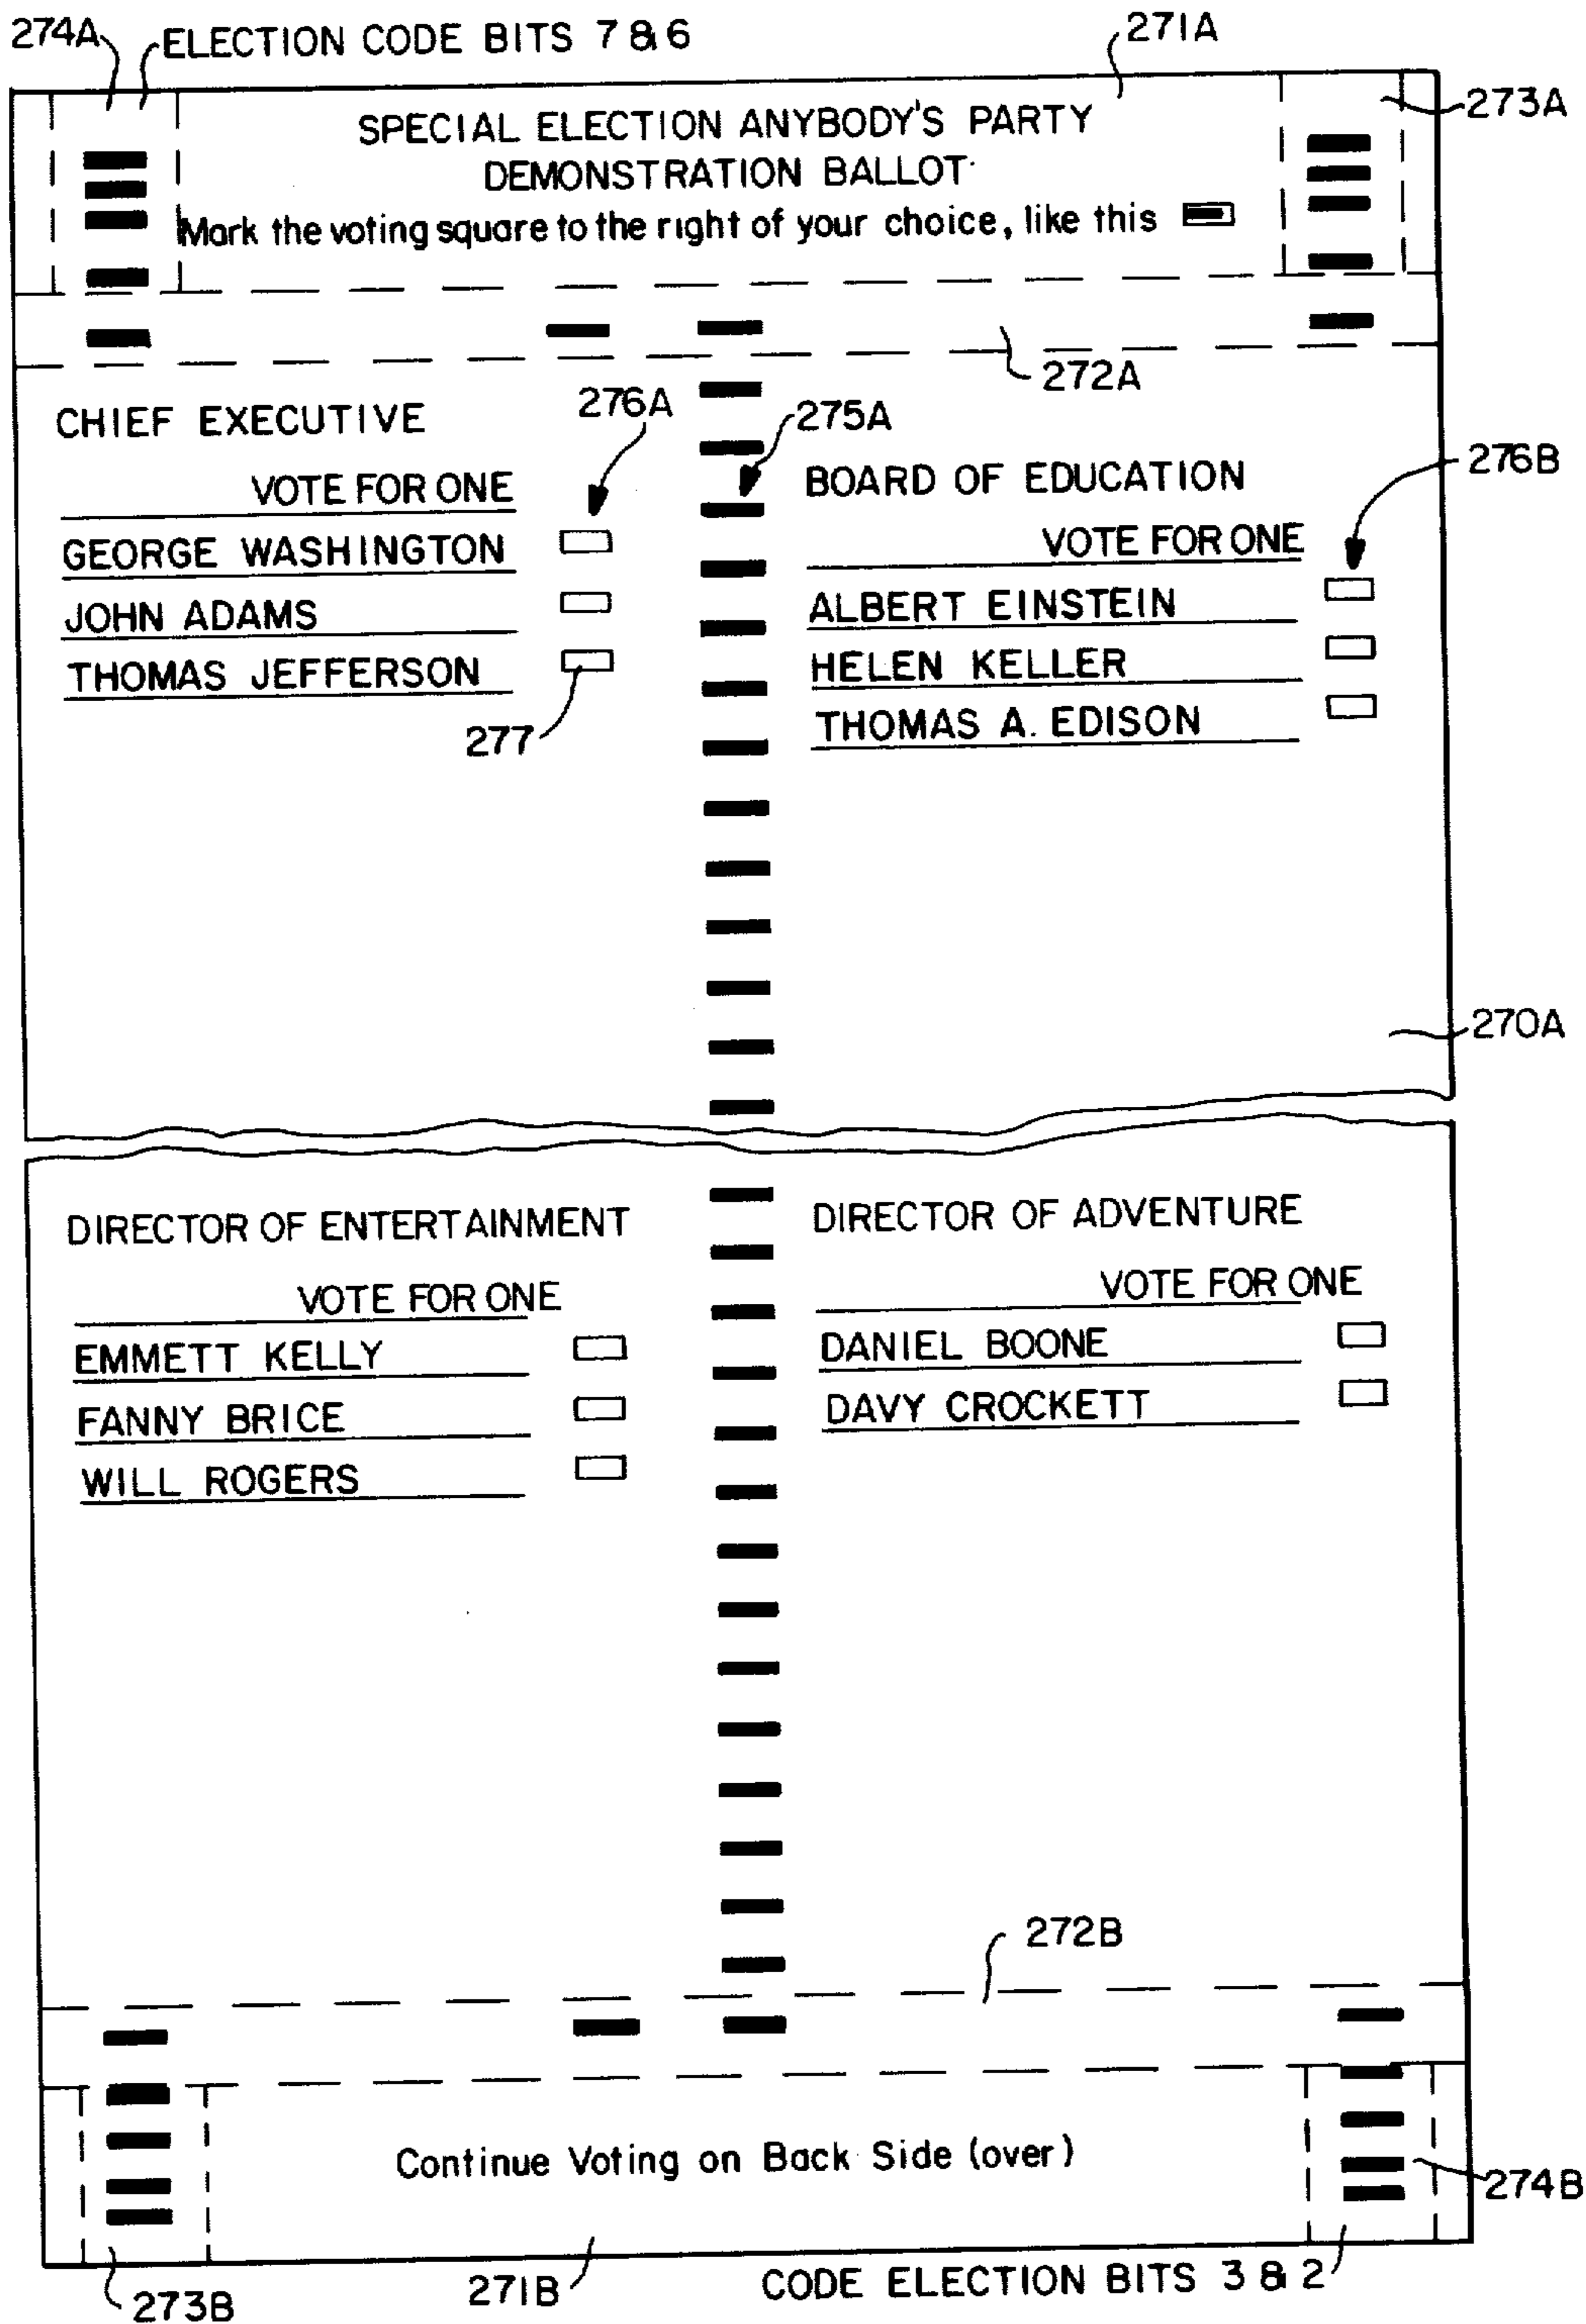 274A ELECTION CODE BITS 7 & 6 271A
273A
SPECIAL ELECTION ANYBODY'S PARTY
DEMONSTRATION BALLOT
Mark the voting square to the right of your choice, like this
272A
CHIEF EXECUTIVE
276A
275A
VOTE FOR ONE
GEORGE WASHINGTON
JOHN ADAMS
THOMAS JEFFERSON
277
BOARD OF EDUCATION
276B
VOTE FOR ONE
ALBERT EINSTEIN
HELEN KELLER
THOMAS A. EDISON
270A
DIRECTOR OF ENTERTAINMENT
VOTE FOR ONE
EMMETT KELLY
FANNY BRICE
WILL ROGERS
DIRECTOR OF ADVENTURE
VOTE FOR ONE
DANIEL BOONE
DAVY CROCKETT
272B
Continue Voting on Back Side (over)
274B
273B
271B
CODE ELECTION BITS 3 & 2